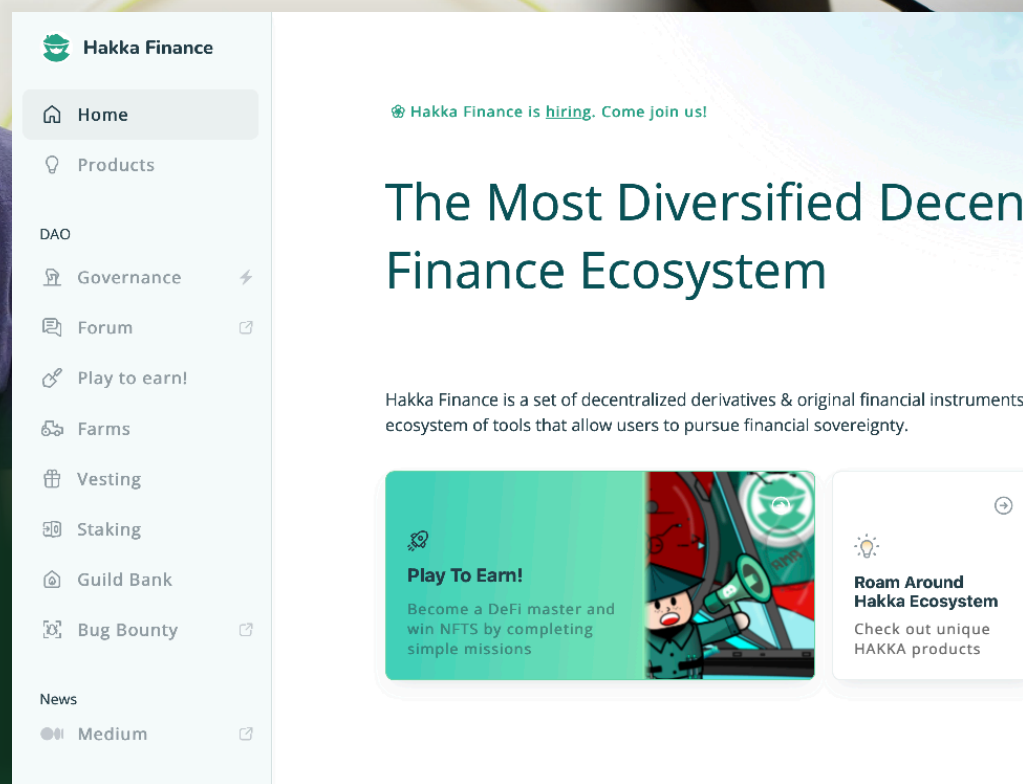 Hakka Finance
Home
Products
DAO
Governance
Forum
Play to earn!
Farms
Vesting
Staking
Guild Bank
Bug Bounty
News
Medium
Hakka Finance is hiring. Come join us!
The Most Diversified Decen
Finance Ecosystem
Hakka Finance is a set of decentralized derivatives & original financial instruments
ecosystem of tools that allow users to pursue financial sovereignty.
Play To Earn!
Become a DeFi master and
win NFTS by completing
simple missions
Roam Around
Hakka Ecosystem
Check out unique
HAKKA products